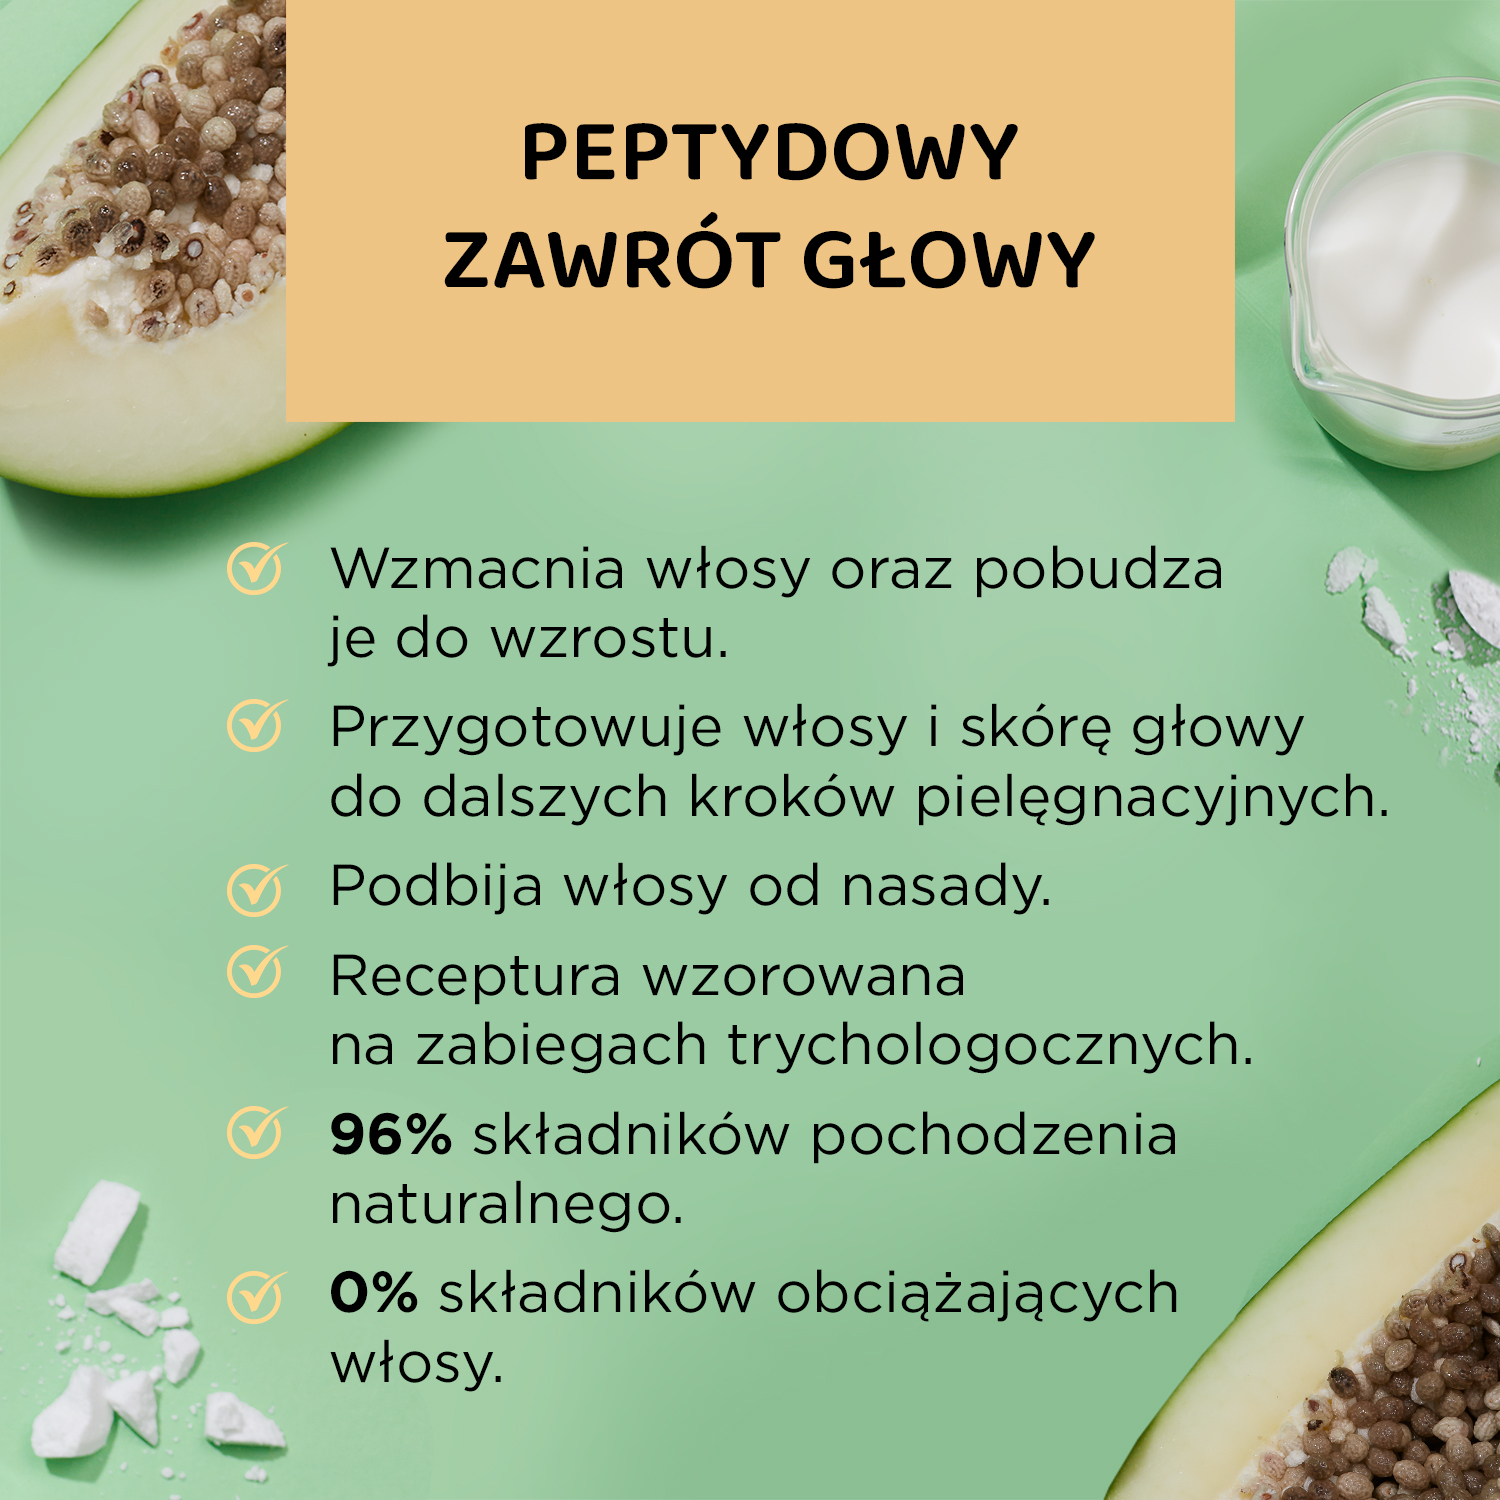 PEPTYDOWY
ZAWRÓT GŁOWY
Wzmacnia włosy oraz pobudza
je do wzrostu.
Przygotowuje włosy i skórę głowy
do dalszych kroków pielęgnacyjnych.
Podbija włosy od nasady.
Receptura wzorowana
na zabiegach trychologocznych.
96% składników pochodzenia
naturalnego.
0% składników obciążających
włosy.